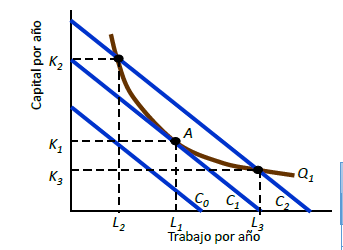 Capital por año
K2
K1
K3
A
Q1
C0
C1
C2
L2
L1
L3
Trabajo por año